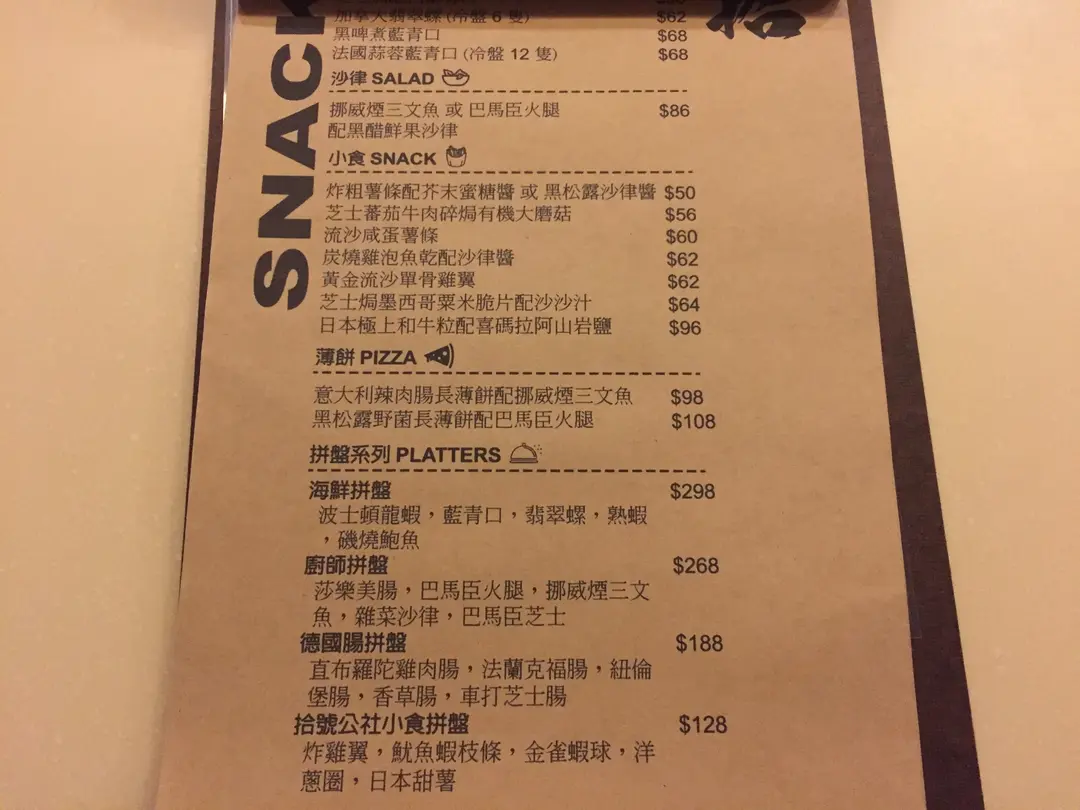 SNACK
加拿大翡翠螺 (冷盤 6 隻) $62
黑啤煮藍青口 $68
法國蒜蓉藍青口 (冷盤 12 隻) $68
沙律 SALAD
挪威煙三文魚 或 巴馬臣火腿 $86
配黑醋鮮果沙律
小食 SNACK
炸粗薯條配芥末蜜糖醬 或 黑松露沙律醬 $50
芝士蕃茄牛肉碎焗有機大磨菇 $56
流沙咸蛋薯條 $60
炭燒雞泡魚乾配沙律醬 $62
黃金流沙單骨雞翼 $62
芝士焗墨西哥粟米脆片配沙沙汁 $64
日本極上和牛粒配喜碼拉阿山岩鹽 $96
薄餅 PIZZA
意大利辣肉腸長薄餅配挪威煙三文魚 $98
黑松露野菌長薄餅配巴馬臣火腿 $108
拼盤系列 PLATTERS
海鮮拼盤 $298
波士頓龍蝦，藍青口，翡翠螺，熟蝦
，磯燒鮑魚
廚師拼盤 $268
莎樂美腸，巴馬臣火腿，挪威煙三文
魚，雜菜沙律，巴馬臣芝士
德國腸拼盤 $188
直布羅陀雞肉腸，法蘭克福腸，紐倫
堡腸，香草腸，車打芝士腸
拾號公社小食拼盤 $128
炸雞翼，魷魚蝦枝條，金雀蝦球，洋
蔥圈，日本甜薯